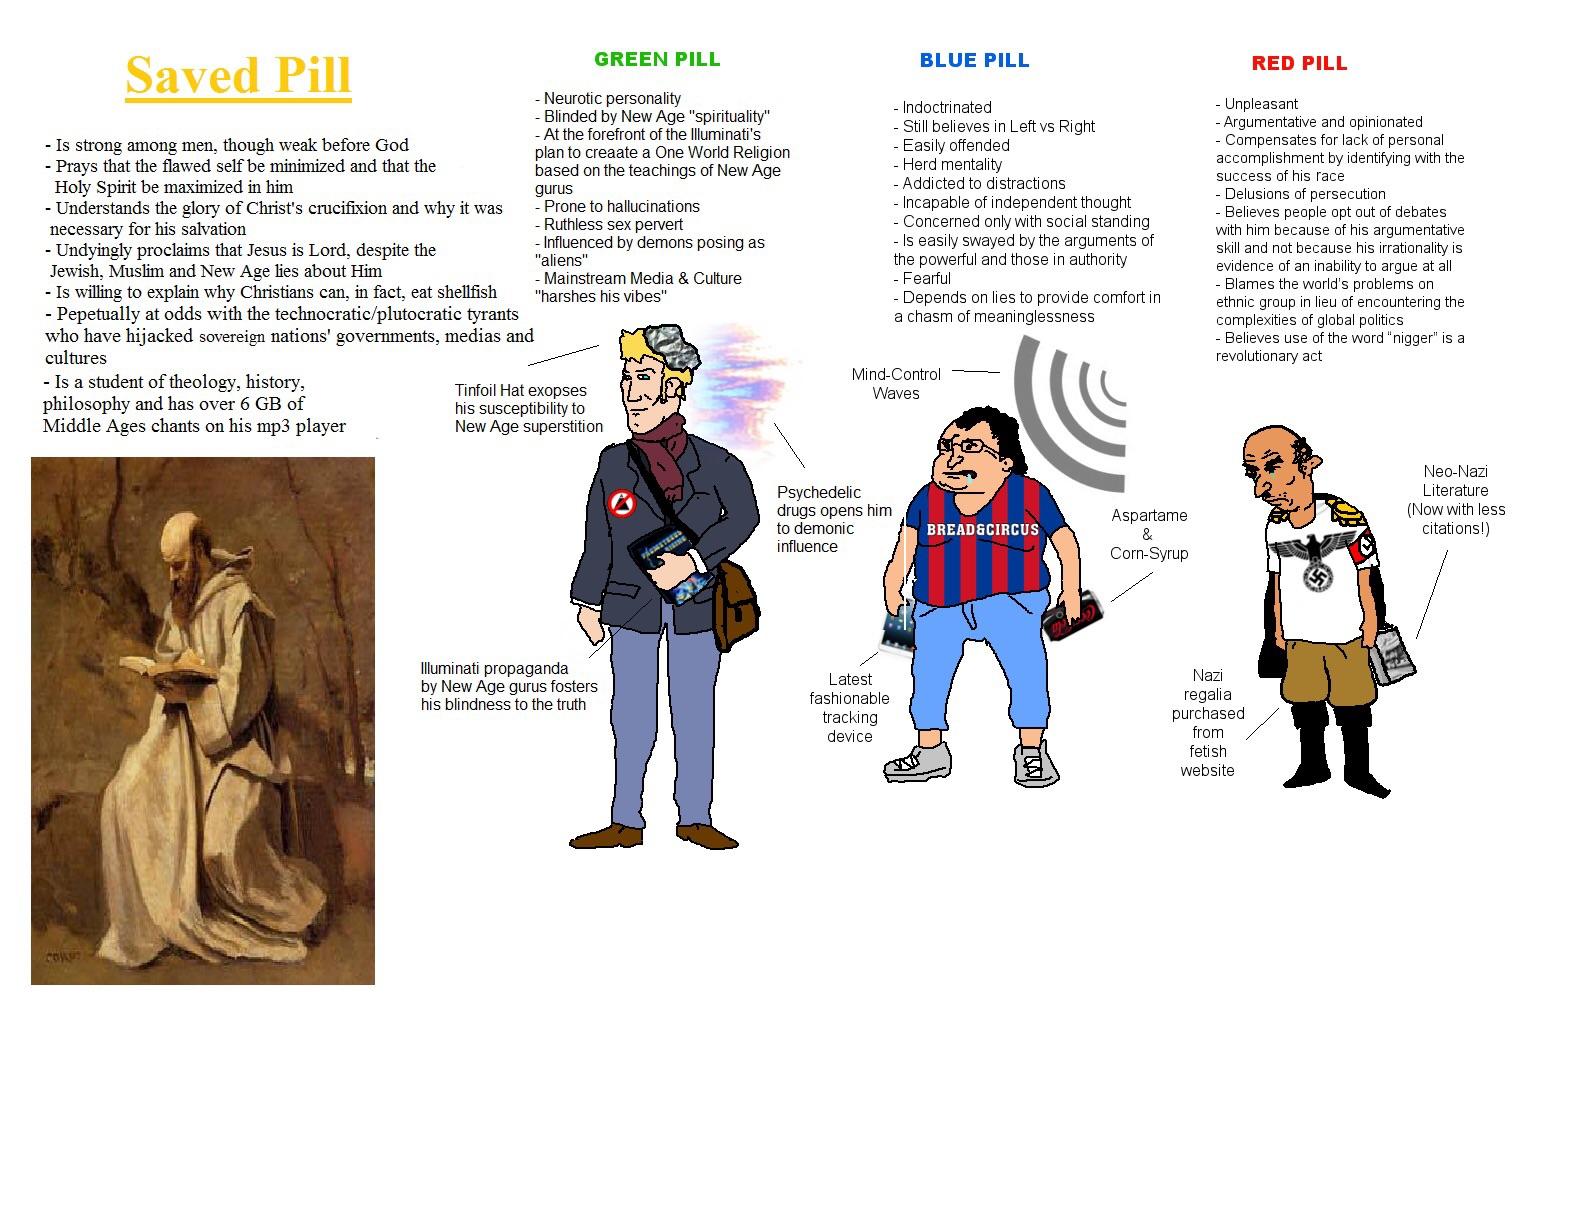 Saved Pill
- Is strong among men, though weak before God
- Prays that the flawed self be minimized and that the
Holy Spirit be maximized in him
- Understands the glory of Christ's crucifixion and why it was
necessary for his salvation
- Undyingly proclaims that Jesus is Lord, despite the
Jewish, Muslim and New Age lies about Him
- Is willing to explain why Christians can, in fact, eat shellfish
- Pepetually at odds with the technocratic/plutocratic tyrants
who have hijacked sovereign nations' governments, medias and
cultures
- Is a student of theology, history,
philosophy and has over 6 GB of
Middle Ages chants on his mp3 player
COROT
GREEN PILL
- Neurotic personality
- Blinded by New Age "spirituality"
- At the forefront of the Illuminati's
plan to creaate a One World Religion
based on the teachings of New Age
gurus
- Prone to hallucinations
- Ruthless sex pervert
- Influenced by demons posing as
"aliens"
- Mainstream Media & Culture
"harshes his vibes"
Tinfoil Hat exopses
his susceptibility to
New Age superstition
Psychedelic
drugs opens him
to demonic
influence
Illuminati propaganda
by New Age gurus fosters
his blindness to the truth
BLUE PILL
- Indoctrinated
- Still believes in Left vs Right
- Easily offended
- Herd mentality
- Addicted to distractions
- Incapable of independent thought
- Concerned only with social standing
- Is easily swayed by the arguments of
the powerful and those in authority
- Fearful
- Depends on lies to provide comfort in
a chasm of meaninglessness
Mind-Control
Waves
BREAD&CIRCUS
Aspartame
&
Corn-Syrup
Latest
fashionable
tracking
device
RED PILL
- Unpleasant
- Argumentative and opinionated
- Compensates for lack of personal
accomplishment by identifying with the
success of his race
- Delusions of persecution
- Believes people opt out of debates
with him because of his argumentative
skill and not because his irrationality is
evidence of an inability to argue at all
- Blames the world's problems on
ethnic group in lieu of encountering the
complexities of global politics
- Believes use of the word “nigger” is a
revolutionary act
Neo-Nazi
Literature
(Now with less
citations!)
Nazi
regalia
purchased
from
fetish
website